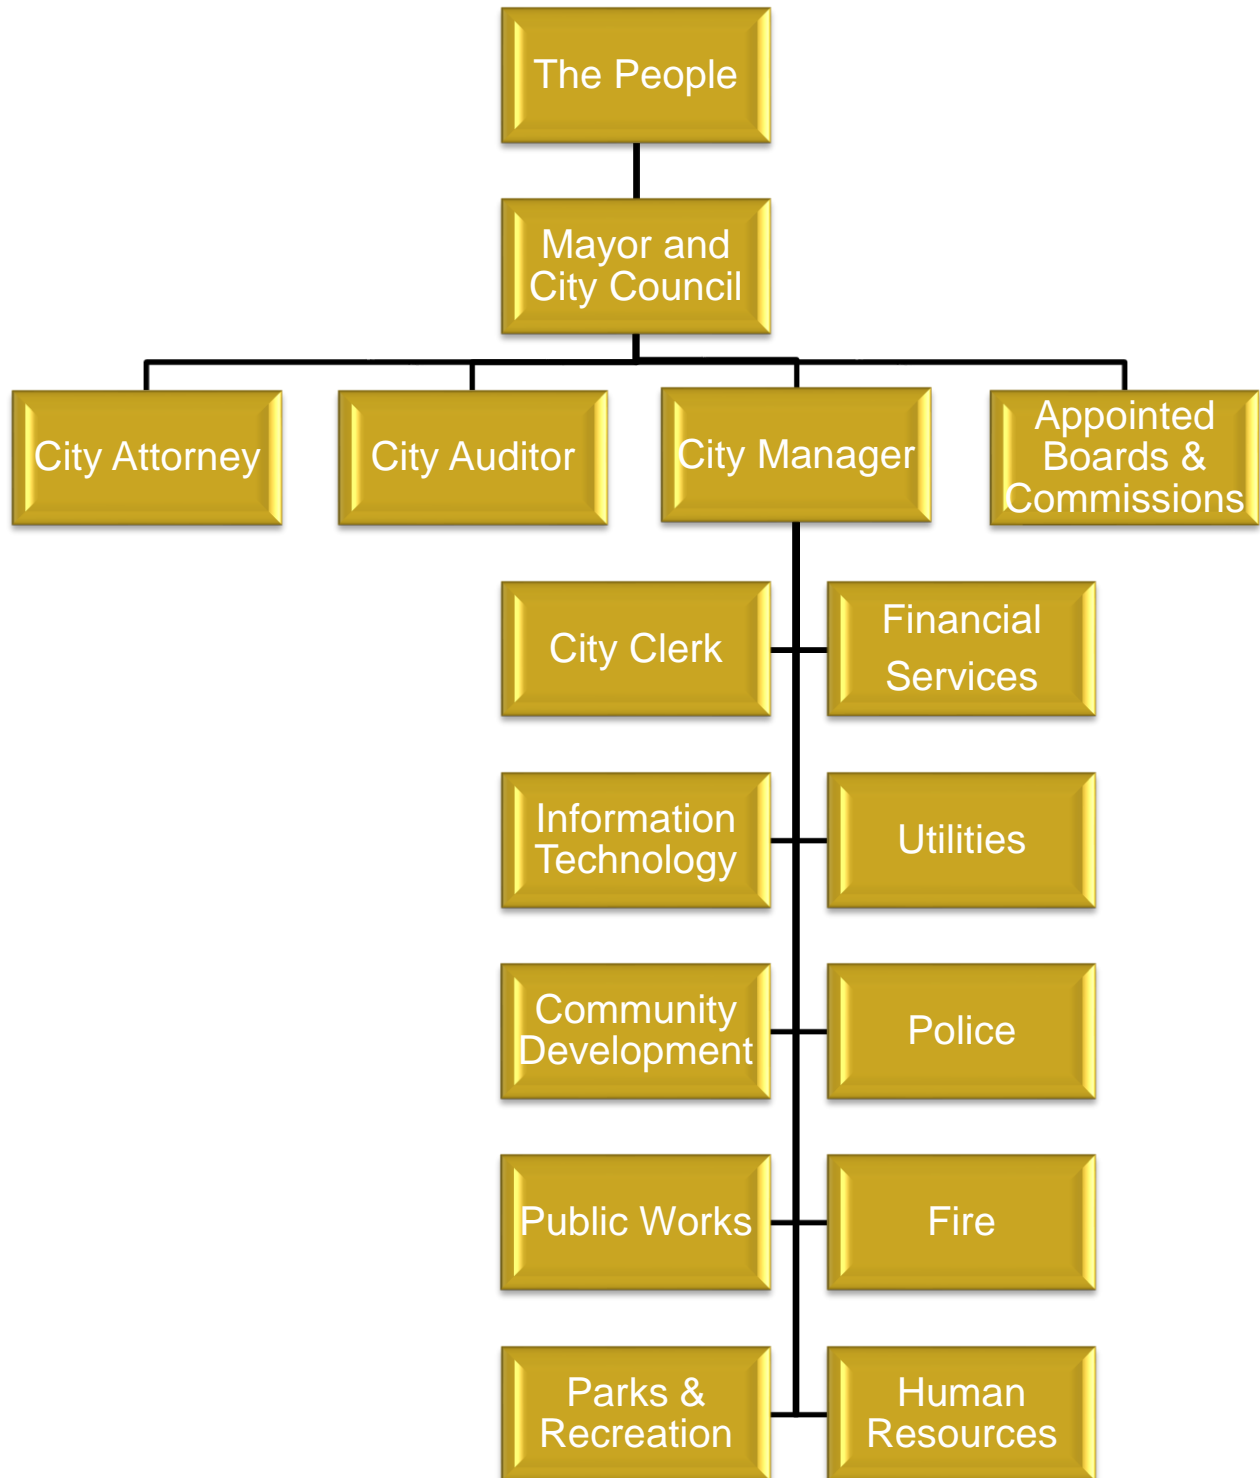 The People
Mayor and
City Council
City Attorney
City Auditor
City Manager
Appointed
Boards &
Commissions
City Clerk
Financial
Services
Information
Technology
Utilities
Community
Development
Police
Public Works
Fire
Parks &
Recreation
Human
Resources